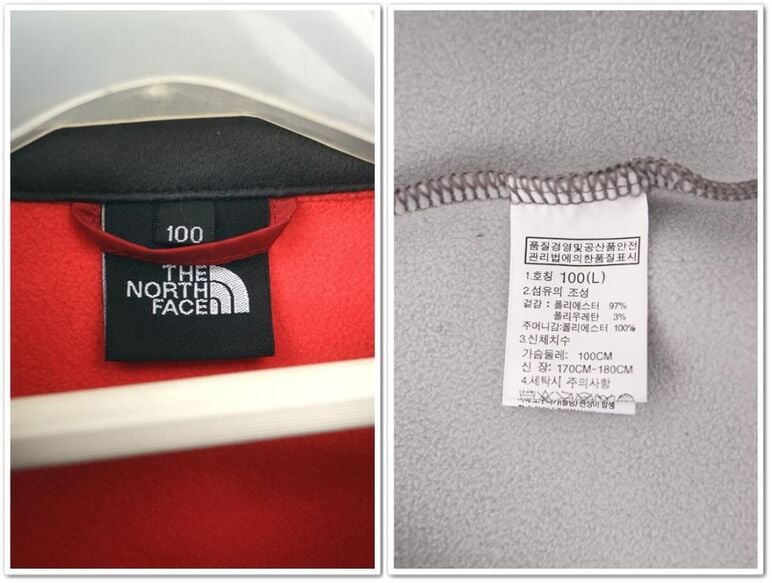 100
THE
NORTH
FACE
품질경영및공산품안전
관리법에의한품질표시
1.호칭 100(L)
2.섬유의 조성
겉감 : 폴리에스터 97%
폴리우레탄 3%
주머니감:폴리에스터 100%
3.신체치수
가슴둘레: 100CM
신 장: 170CM-180CM
4.세탁시 주의사항